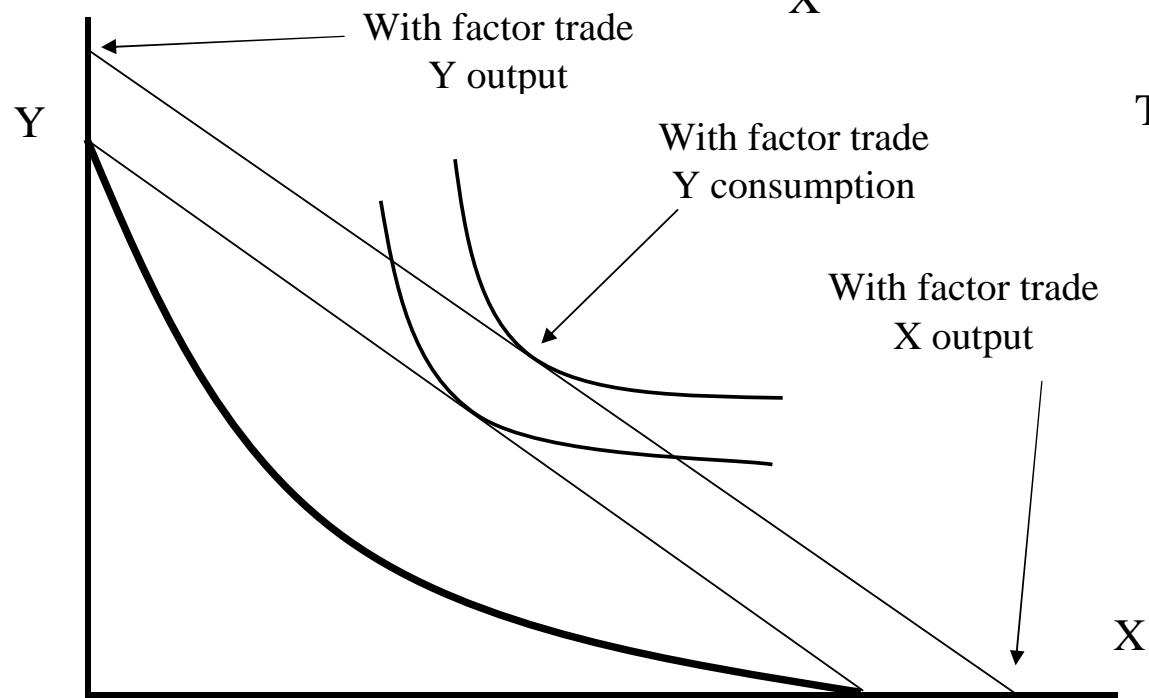 X
With factor trade
Y output
Y
T
With factor trade
Y consumption
With factor trade
X output
X